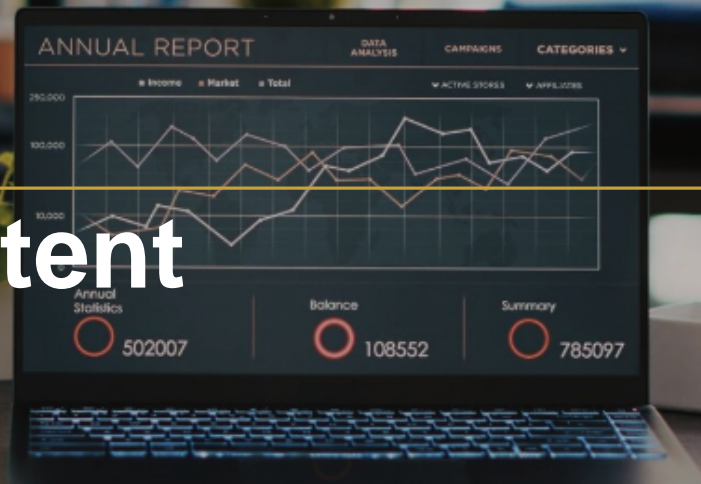 ANNUAL REPORT
DATA ANALYSIS
CAMPAIGNS
CATEGORIES
Income
Market
Total
ACTIVE STORES
AFFILIATES
250,000
100,000
10,000
0
tent
Annual
Statistics
502007
Balance
108552
Summary
785097